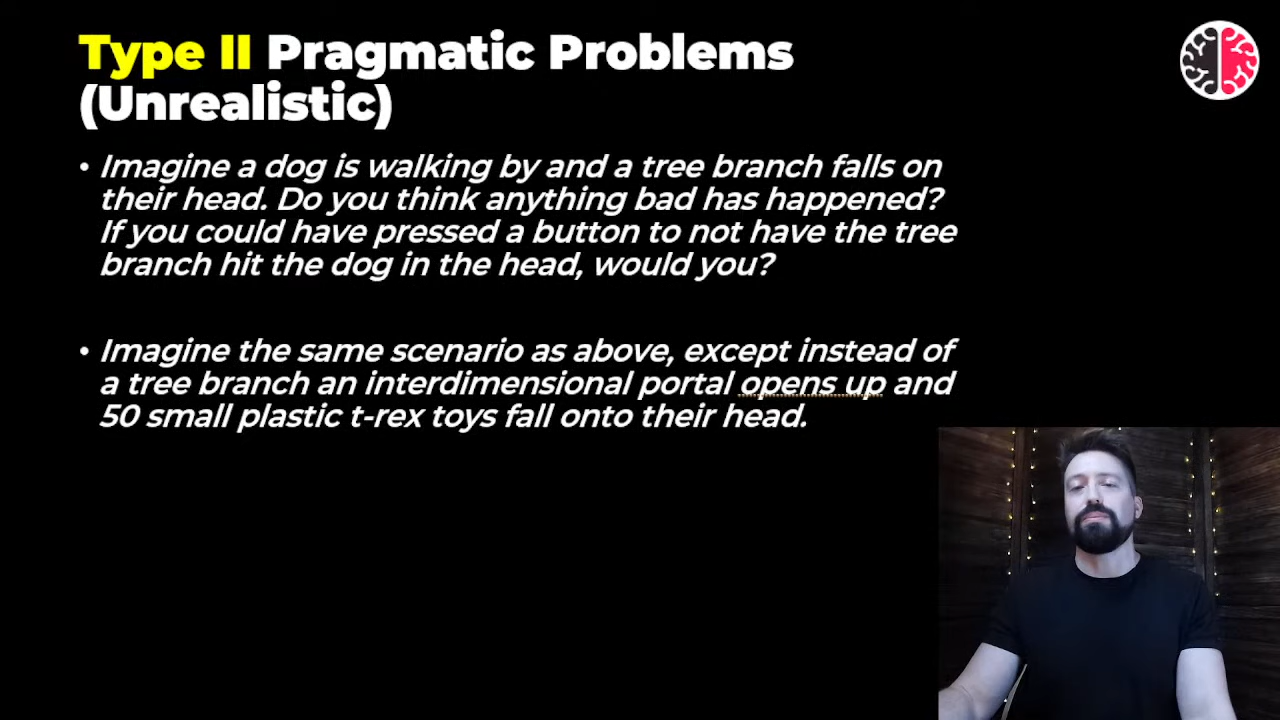 Type II Pragmatic Problems
(Unrealistic)
• Imagine a dog is walking by and a tree branch falls on
their head. Do you think anything bad has happened?
If you could have pressed a button to not have the tree
branch hit the dog in the head, would you?
• Imagine the same scenario as above, except instead of
a tree branch an interdimensional portal opens up and
50 small plastic t-rex toys fall onto their head.